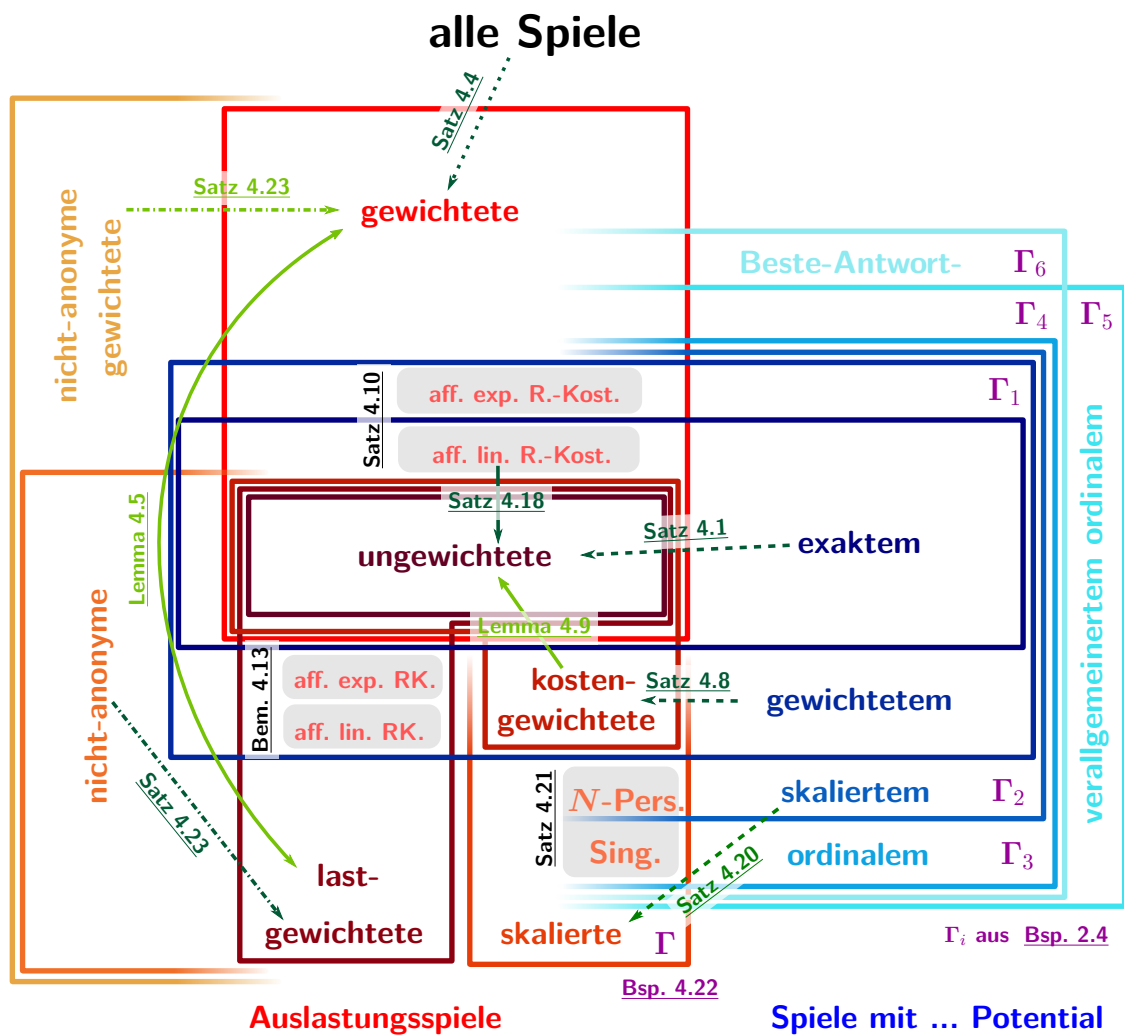 alle Spiele
Satz 4.4
Satz 4.23
gewichtete
nicht-anonyme
gewichtete
Beste-Antwort-
Γ₆
Γ₄
Γ₅
Satz 4.10
aff. exp. R.-Kost.
Γ₁
aff. lin. R.-Kost.
Satz 4.18
Satz 4.1
ungewichtete
exaktem
Lemma 4.5
verallgemeinertem ordinalem
Lemma 4.9
nicht-anonyme
Bem. 4.13
aff. exp. RK.
aff. lin. RK.
kosten-
gewichtete
Satz 4.8
gewichtetem
Satz 4.21
N-Pers.
Sing.
skaliertem
Γ₂
Satz 4.23
Satz 4.20
ordinalem
Γ₃
last-
gewichtete
skalierte
Γ
Γᵢ aus Bsp. 2.4
Bsp. 4.22
Auslastungsspiele
Spiele mit ... Potential